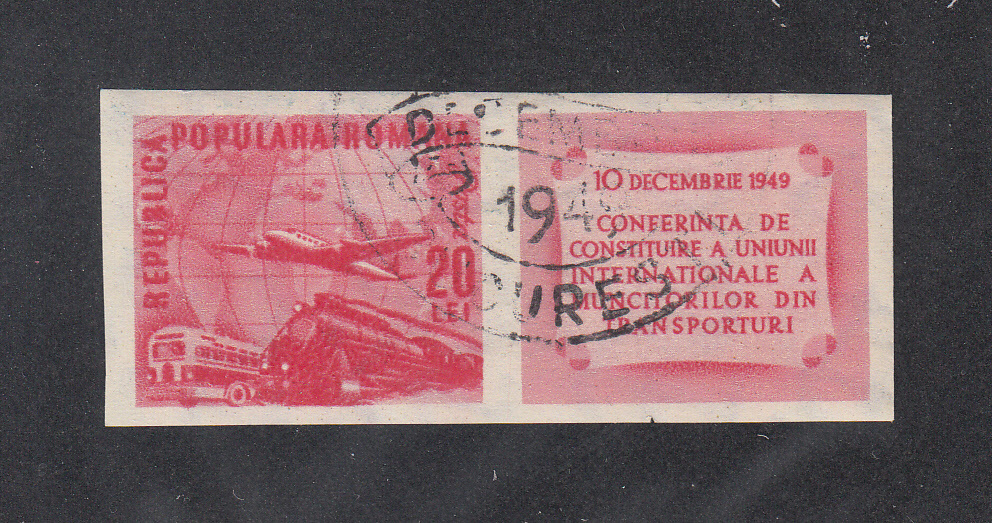 REPUBLICA
POPULARA ROMANA
20
LEI
10 DECEMBRIE 1949
CONFERINTA DE
CONSTITUIRE A UNIUNII
INTERNATIONALE A
MUNCITORILOR DIN
TRANSPORTURI